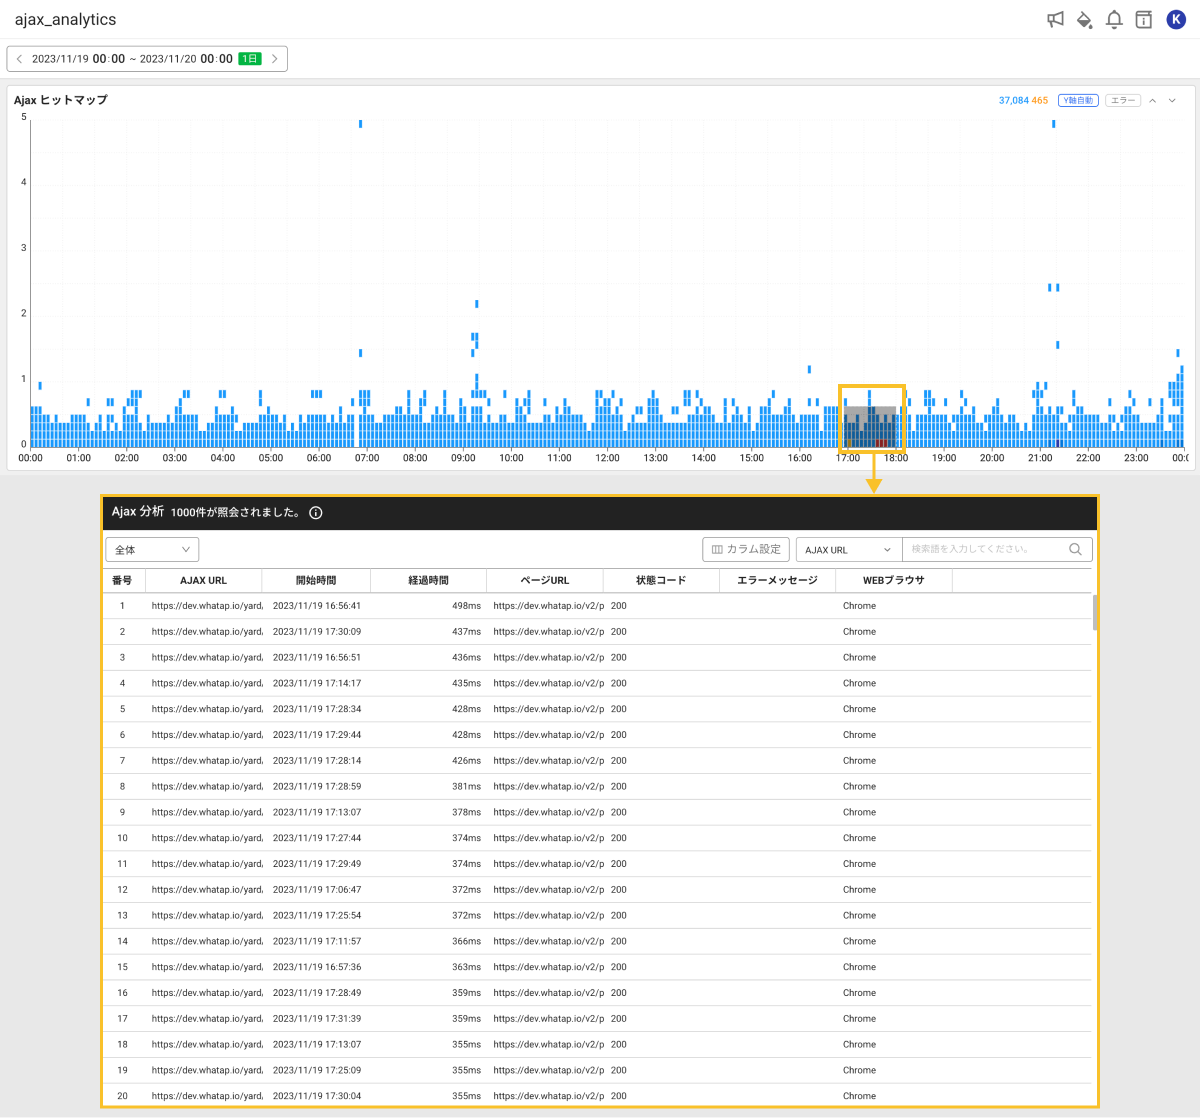 ajax_analytics
K
2023/11/19 00:00 ~ 2023/11/20 00:00 1日
Ajax ヒットマップ
37,084 465 Y軸自動 エラー
5
4
3
2
1
0
00:00 01:00 02:00 03:00 04:00 05:00 06:00 07:00 08:00 09:00 10:00 11:00 12:00 13:00 14:00 15:00 16:00 17:00 18:00 19:00 20:00 21:00 22:00 23:00 00:0
Ajax 分析 1000件が照会されました。
全体 カラム設定 AJAX URL 検索語を入力してください。
番号 AJAX URL 開始時間 経過時間 ページURL 状態コード エラーメッセージ WEBブラウサ
1 https://dev.whatap.io/yard/ 2023/11/19 16:56:41 498ms https://dev.whatap.io/v2/p 200 Chrome
2 https://dev.whatap.io/yard/ 2023/11/19 17:30:09 437ms https://dev.whatap.io/v2/p 200 Chrome
3 https://dev.whatap.io/yard/ 2023/11/19 16:56:51 436ms https://dev.whatap.io/v2/p 200 Chrome
4 https://dev.whatap.io/yard/ 2023/11/19 17:14:17 435ms https://dev.whatap.io/v2/p 200 Chrome
5 https://dev.whatap.io/yard/ 2023/11/19 17:28:34 428ms https://dev.whatap.io/v2/p 200 Chrome
6 https://dev.whatap.io/yard/ 2023/11/19 17:29:44 428ms https://dev.whatap.io/v2/p 200 Chrome
7 https://dev.whatap.io/yard/ 2023/11/19 17:28:14 426ms https://dev.whatap.io/v2/p 200 Chrome
8 https://dev.whatap.io/yard/ 2023/11/19 17:28:59 381ms https://dev.whatap.io/v2/p 200 Chrome
9 https://dev.whatap.io/yard/ 2023/11/19 17:13:07 378ms https://dev.whatap.io/v2/p 200 Chrome
10 https://dev.whatap.io/yard/ 2023/11/19 17:27:44 374ms https://dev.whatap.io/v2/p 200 Chrome
11 https://dev.whatap.io/yard/ 2023/11/19 17:29:49 374ms https://dev.whatap.io/v2/p 200 Chrome
12 https://dev.whatap.io/yard/ 2023/11/19 17:06:47 372ms https://dev.whatap.io/v2/p 200 Chrome
13 https://dev.whatap.io/yard/ 2023/11/19 17:25:54 372ms https://dev.whatap.io/v2/p 200 Chrome
14 https://dev.whatap.io/yard/ 2023/11/19 17:11:57 366ms https://dev.whatap.io/v2/p 200 Chrome
15 https://dev.whatap.io/yard/ 2023/11/19 16:57:36 363ms https://dev.whatap.io/v2/p 200 Chrome
16 https://dev.whatap.io/yard/ 2023/11/19 17:28:49 359ms https://dev.whatap.io/v2/p 200 Chrome
17 https://dev.whatap.io/yard/ 2023/11/19 17:31:39 359ms https://dev.whatap.io/v2/p 200 Chrome
18 https://dev.whatap.io/yard/ 2023/11/19 17:13:07 355ms https://dev.whatap.io/v2/p 200 Chrome
19 https://dev.whatap.io/yard/ 2023/11/19 17:25:09 355ms https://dev.whatap.io/v2/p 200 Chrome
20 https://dev.whatap.io/yard/ 2023/11/19 17:30:04 355ms https://dev.whatap.io/v2/p 200 Chrome